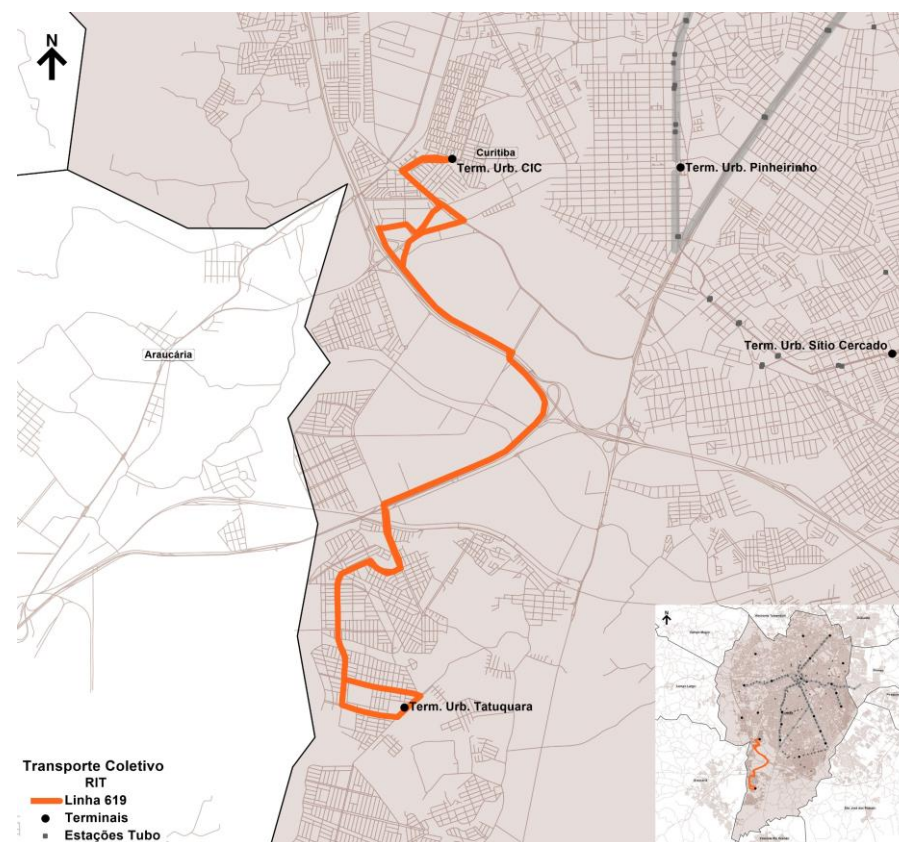 N
Curitiba
Term. Urb. CIC
Term. Urb. Pinheirinho
Term. Urb. Sítio Cercado
Araucária
Term. Urb. Tatuquara
Transporte Coletivo
RIT
Linha 619
Terminais
Estações Tubo
N